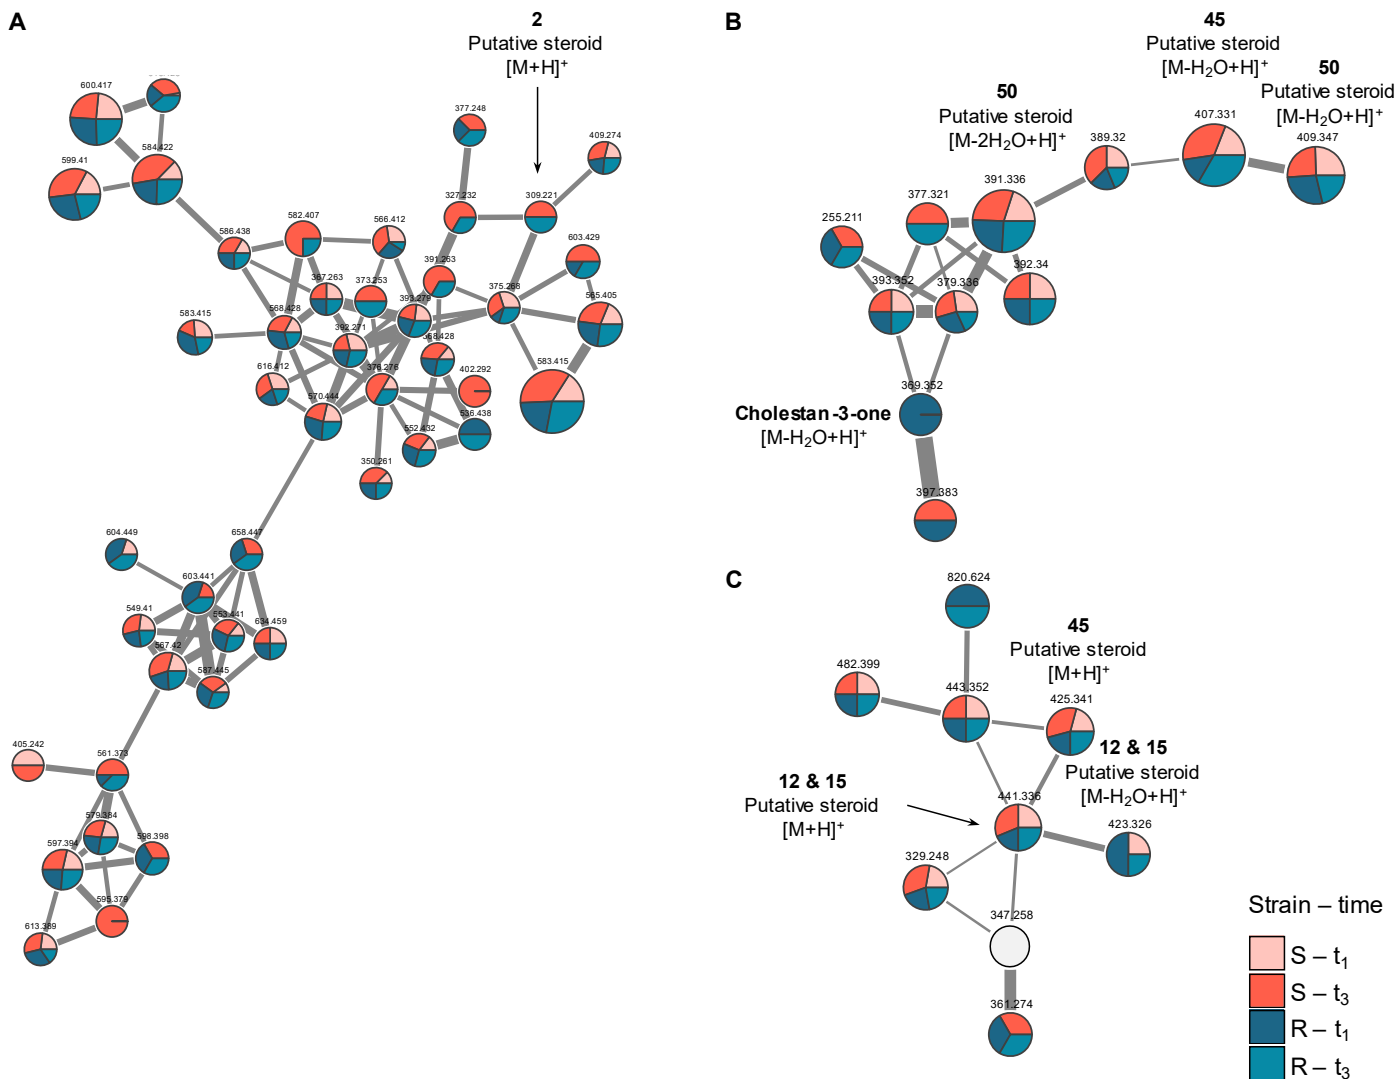 A
2
Putative steroid
[M+H]+
600.417
599.41
584.422
377.248
409.274
327.232
309.221
582.407
566.412
586.438
603.429
391.263
367.263
373.253
375.268
565.405
393.279
583.415
568.428
392.271
568.428
583.415
616.412
376.276
402.292
570.444
536.438
552.432
350.261
604.449
658.447
603.441
549.41
553.441
634.459
567.42
587.445
405.242
561.373
579.384
597.394
598.398
595.379
613.389
B
45
Putative steroid
[M-H2O+H]+
50
Putative steroid
[M-H2O+H]+
50
Putative steroid
[M-2H2O+H]+
407.331
409.347
389.32
391.336
377.321
255.211
392.34
393.352
379.336
369.352
Cholestan-3-one
[M-H2O+H]+
397.383
C
820.624
45
Putative steroid
[M+H]+
482.399
443.352
425.341
12 & 15
Putative steroid
[M-H2O+H]+
12 & 15
Putative steroid
[M+H]+
441.336
423.326
329.248
347.258
361.274
Strain – time
S – t1
S – t3
R – t1
R – t3